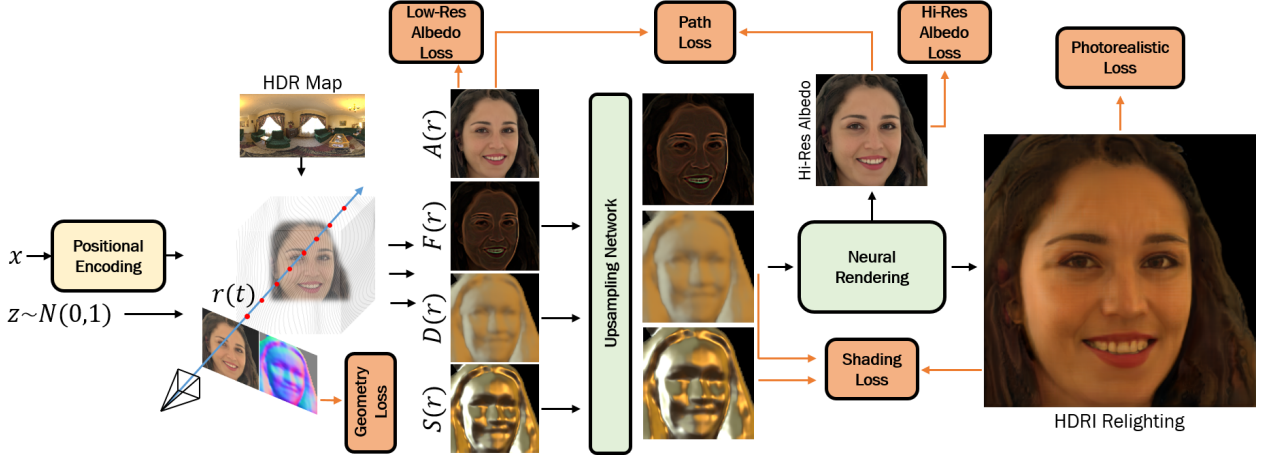 Low-Res
Albedo
Loss
Path
Loss
Hi-Res
Albedo
Loss
Photorealistic
Loss
HDR Map
A(r)
Hi-Res Albedo
x
Positional
Encoding
F(r)
Upsampling Network
Neural
Rendering
r(t)
z~N(0,1)
D(r)
Geometry
Loss
S(r)
Shading
Loss
HDRI Relighting